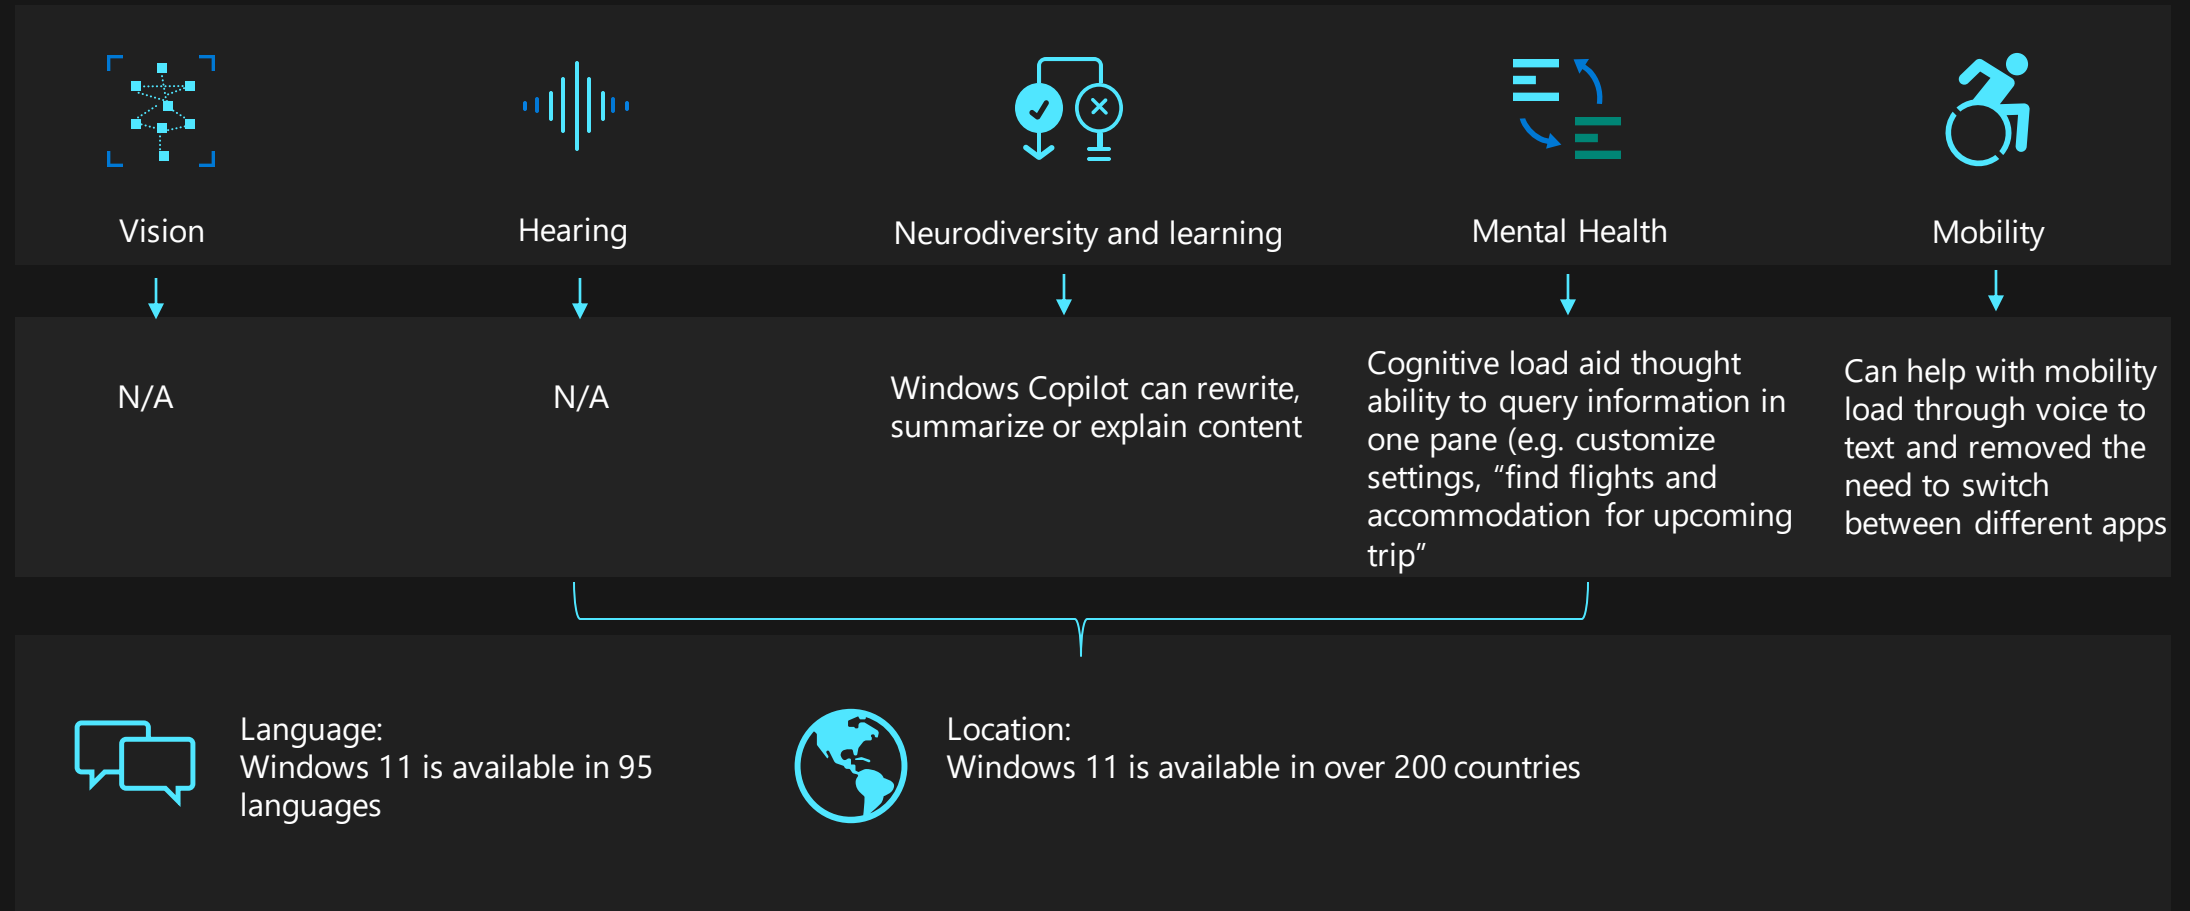 Vision
Hearing
Neurodiversity and learning
Mental Health
Mobility
N/A
N/A
Windows Copilot can rewrite,
summarize or explain content
Cognitive load aid thought
ability to query information in
one pane (e.g. customize
settings, “find flights and
accommodation for upcoming
trip”
Can help with mobility
load through voice to
text and removed the
need to switch
between different apps
Language:
Windows 11 is available in 95
languages
Location:
Windows 11 is available in over 200 countries